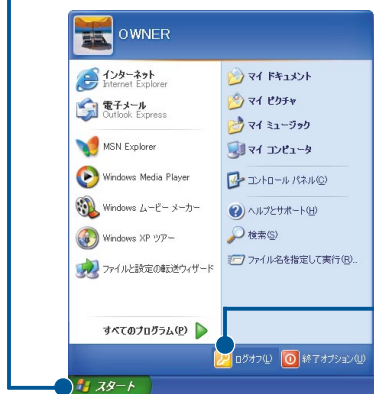 OWNER
インターネット
Internet Explorer
電子メール
Outlook Express
MSN Explorer
Windows Media Player
Windows ムービー メーカー
Windows XP ツアー
ファイルと設定の転送ウィザード
すべてのプログラム(P)
マイ ドキュメント
マイ ピクチャ
マイ ミュージック
マイ コンピュータ
コントロール パネル(C)
ヘルプとサポート(H)
検索(S)
ファイル名を指定して実行(R)...
ログオフ(L)
終了オプション(U)
スタート